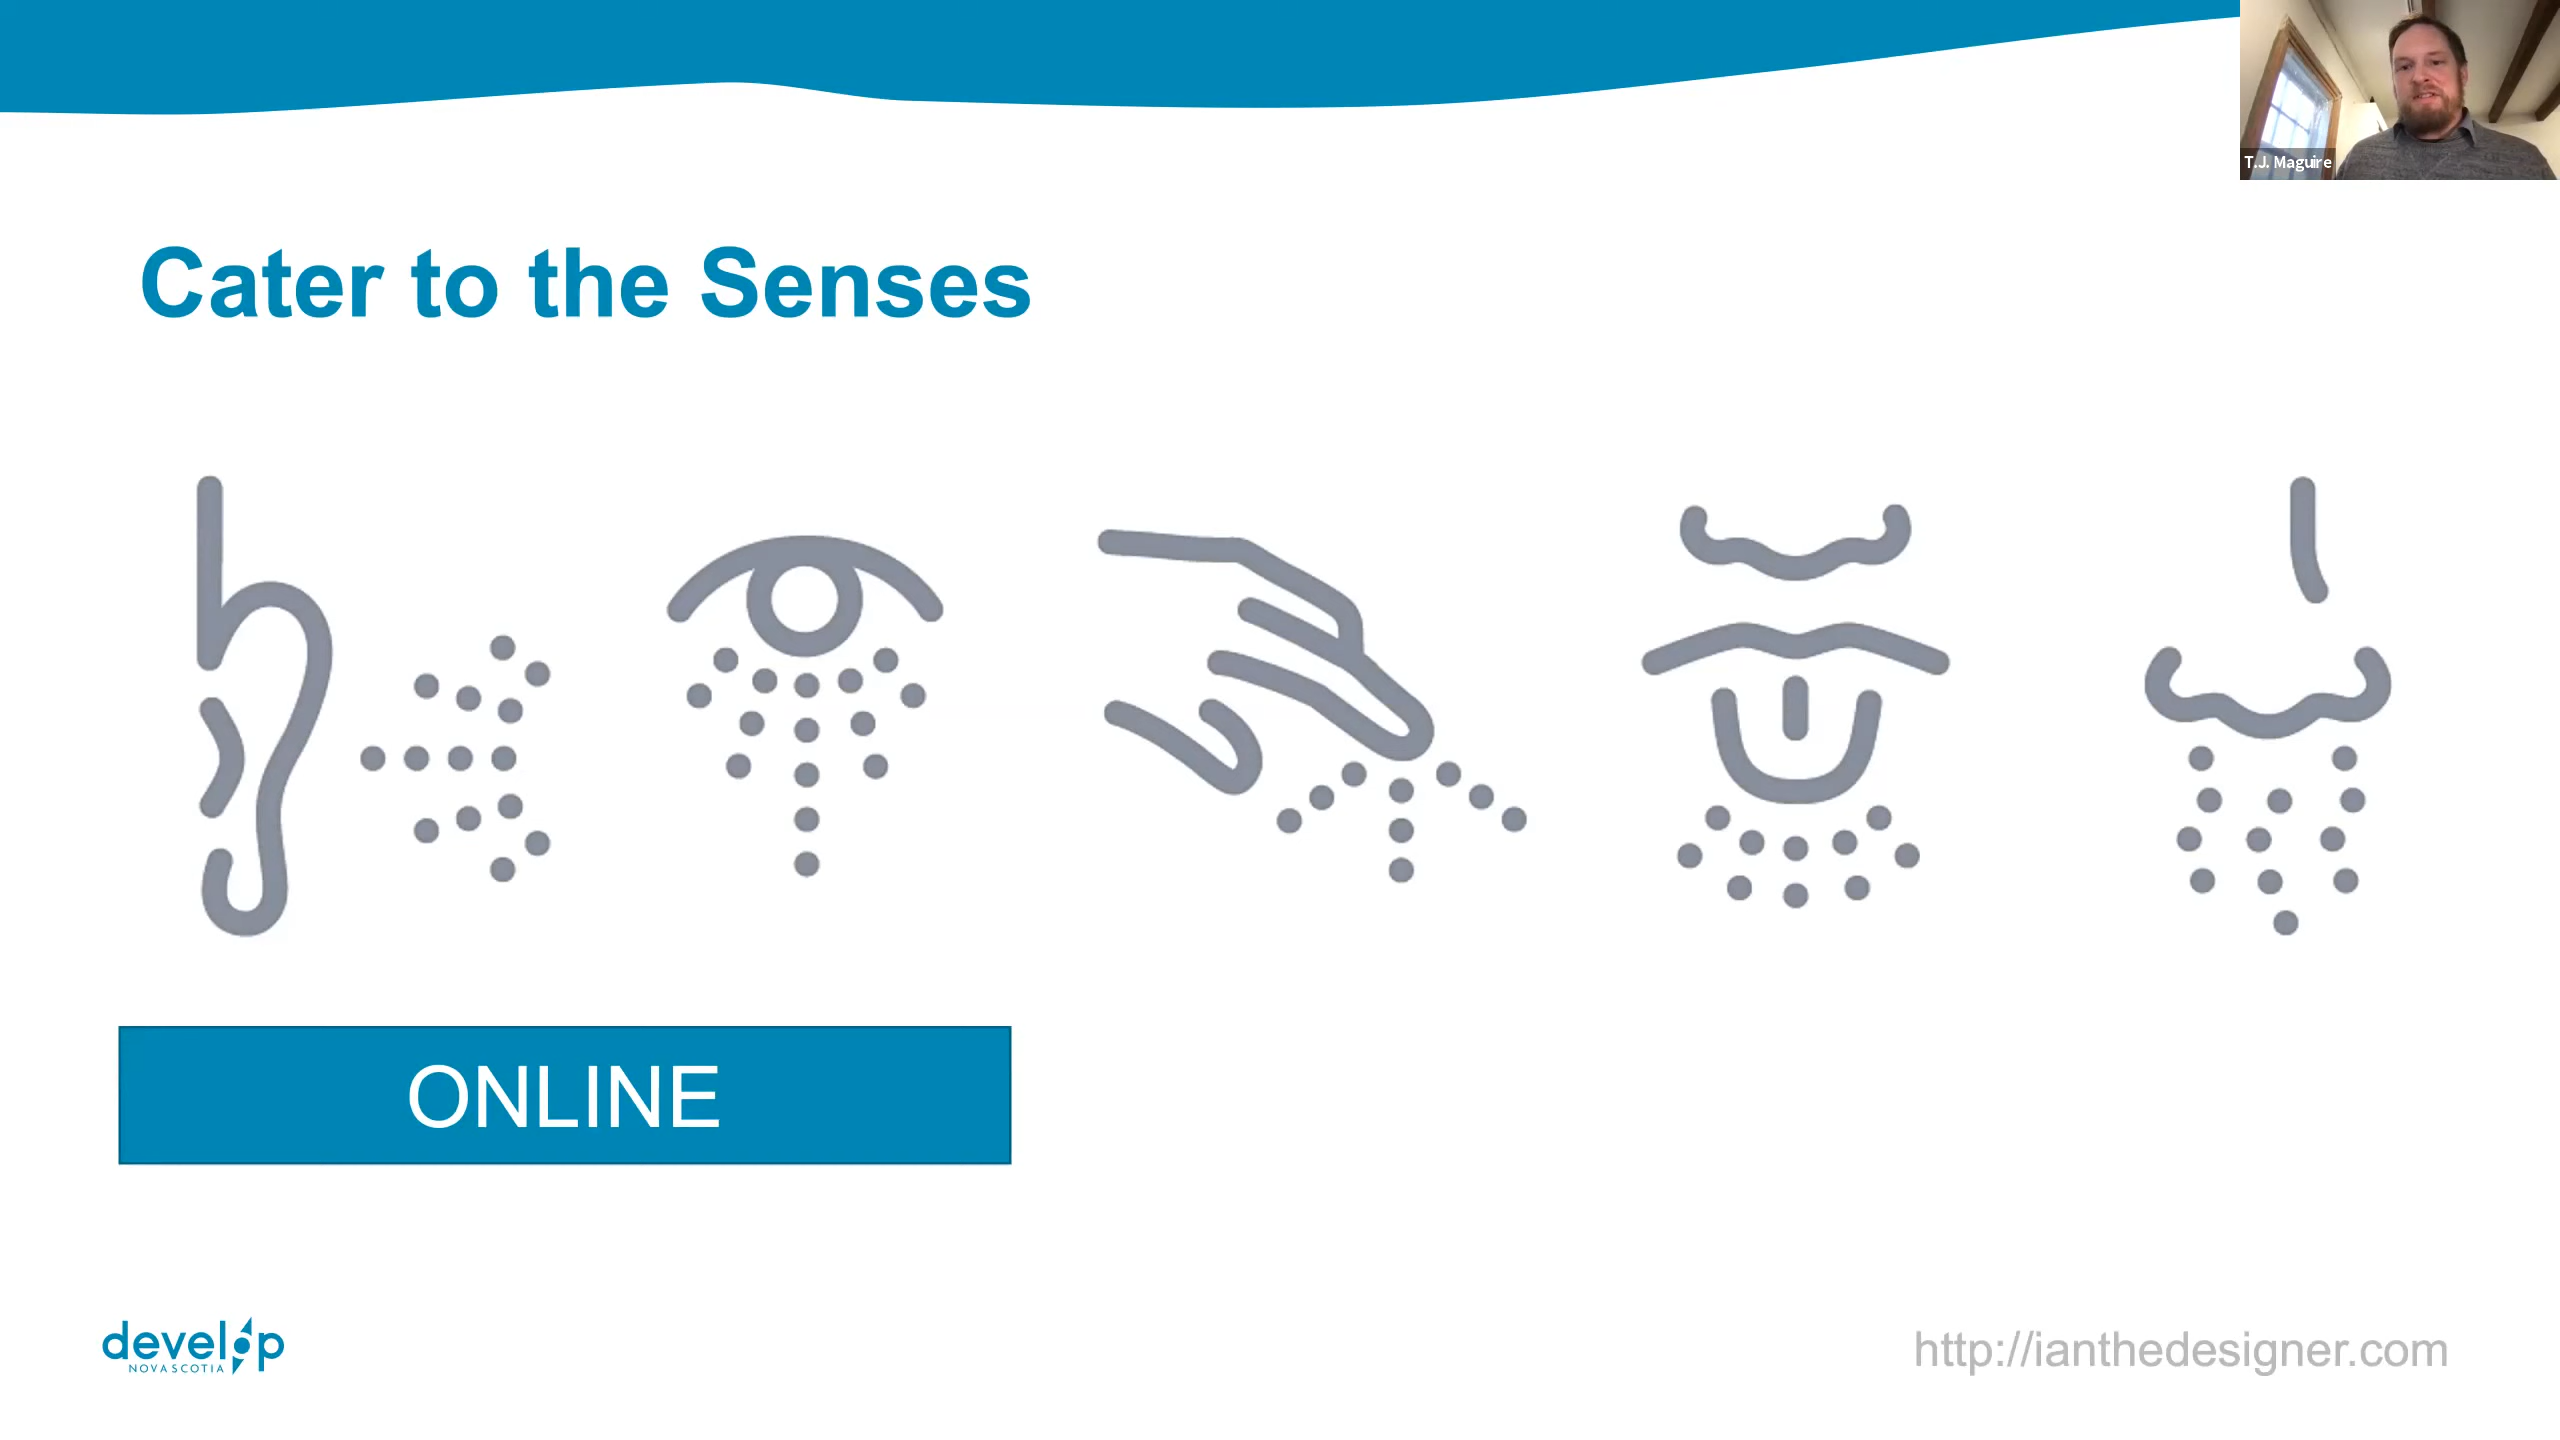 T.J. Maguire
Cater to the Senses
ONLINE
develop
NOVA SCOTIA
http://ianthedesigner.com